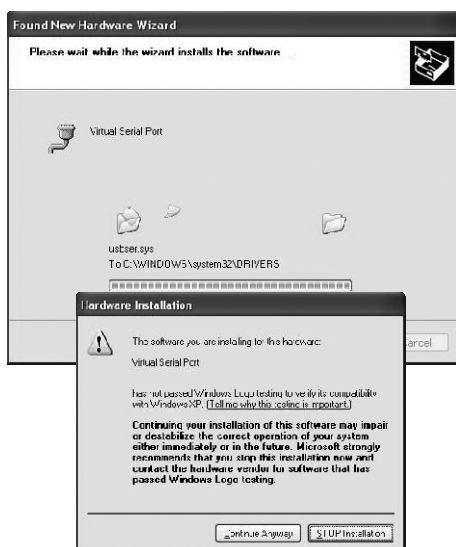 Found New Hardware Wizard
Please wait while the wizard installs the software
Virtual Serial Port
usbser.sys
To C:\WINDOWS\system32\DRIVERS
Hardware Installation
Cancel
The software you are installing for this hardware:
Virtual Serial Port
has not passed Windows Logo testing to verify its compatibility
with Windows XP. (Tell me why this testing is important.)
Continuing your installation of this software may impair
or destabilize the correct operation of your system
either immediately or in the future. Microsoft strongly
recommends that you stop this installation now and
contact the hardware vendor for software that has
passed Windows Logo testing.
Continue Anyway
STOP Installation